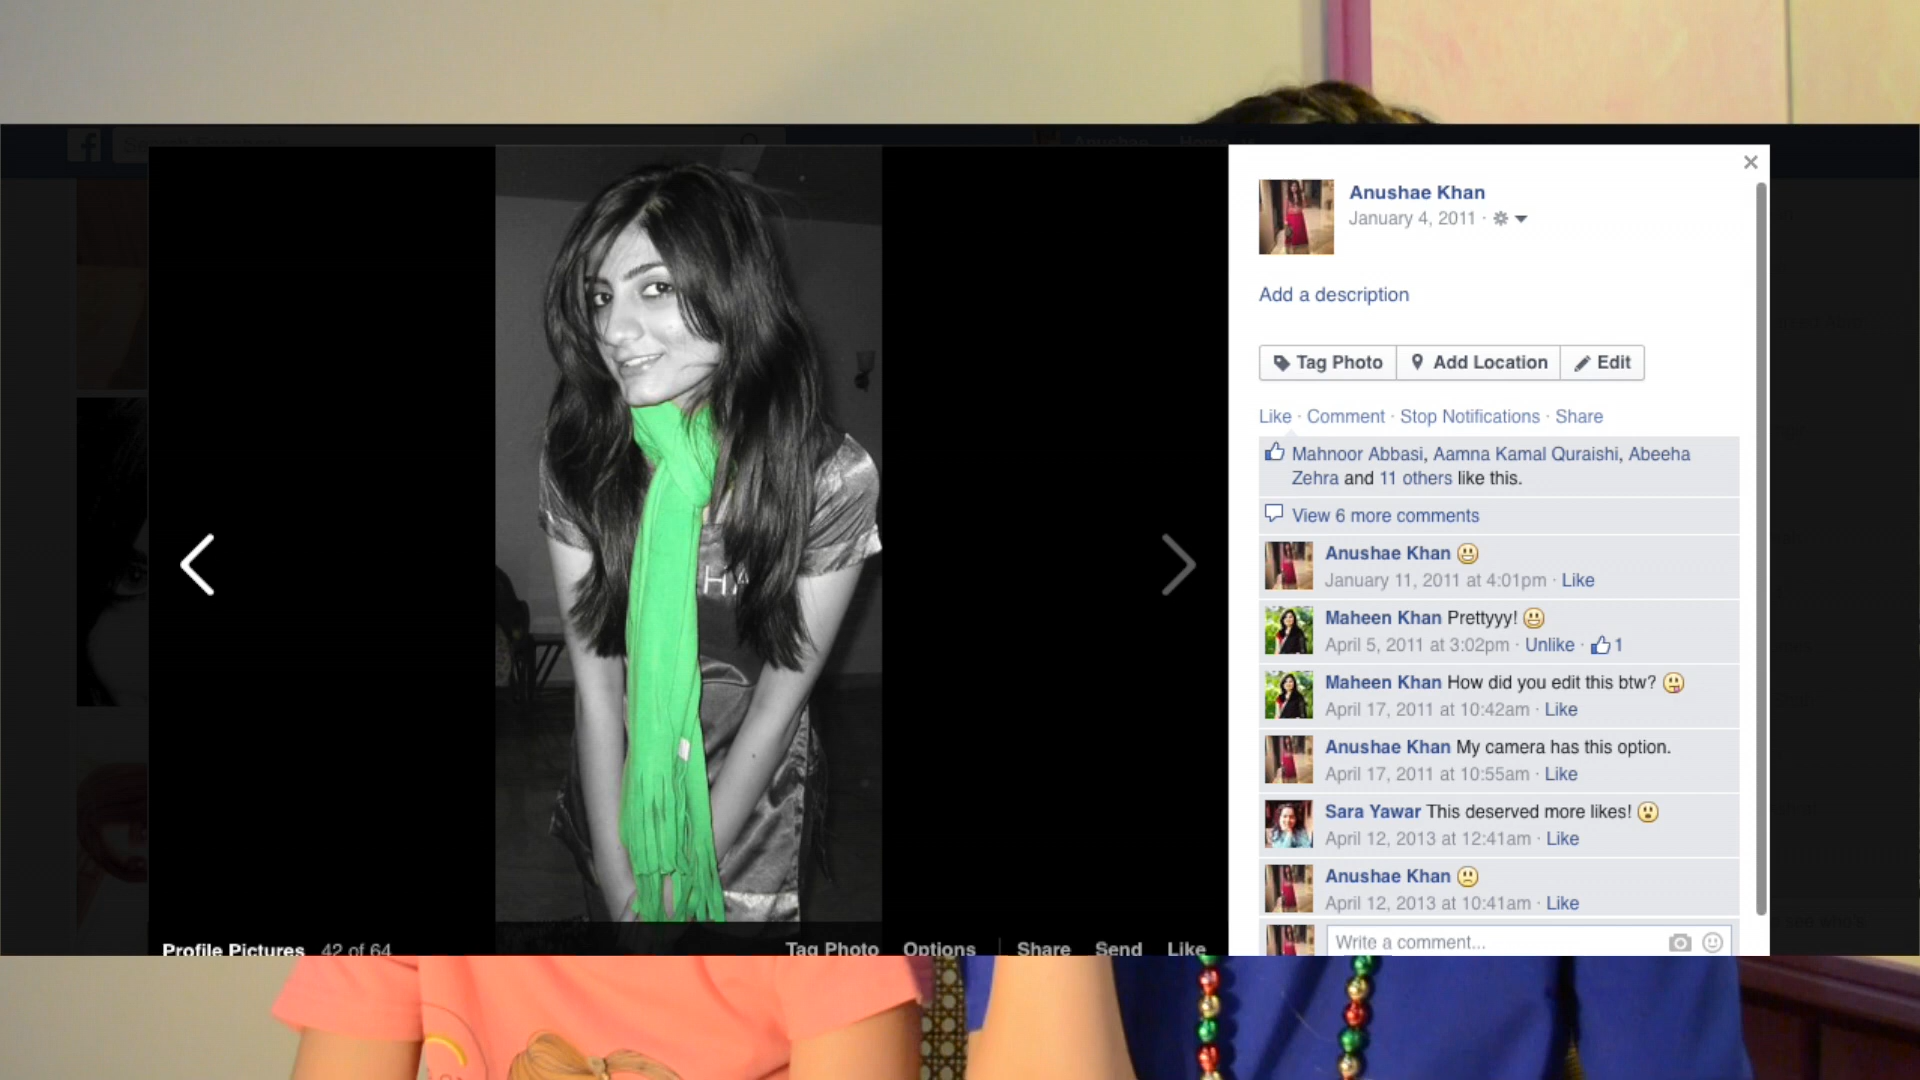 Anushae Khan
January 4, 2011 ·
Add a description
Tag Photo Add Location Edit
Like · Comment · Stop Notifications · Share
Mahnoor Abbasi, Aamna Kamal Quraishi, Abeeha
Zehra and 11 others like this.
View 6 more comments
Anushae Khan
January 11, 2011 at 4:01pm · Like
Maheen Khan Prettyyy!
April 5, 2011 at 3:02pm · Unlike · 1
Maheen Khan How did you edit this btw?
April 17, 2011 at 10:42am · Like
Anushae Khan My camera has this option.
April 17, 2011 at 10:55am · Like
Sara Yawar This deserved more likes!
April 12, 2013 at 12:41am · Like
Anushae Khan
April 12, 2013 at 10:41am · Like
Write a comment...
Profile Pictures 42 of 64 Tag Photo Options Share Send Like